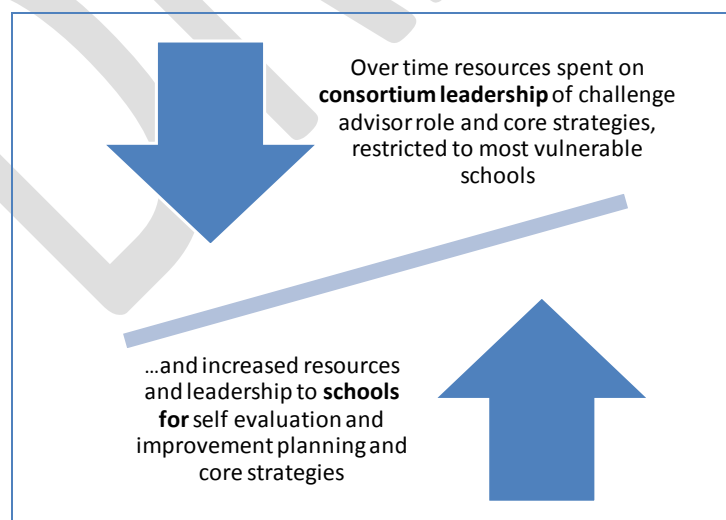 Over time resources spent on
consortium leadership of challenge
advisor role and core strategies,
restricted to most vulnerable
schools
…and increased resources
and leadership to schools
for self evaluation and
improvement planning and
core strategies